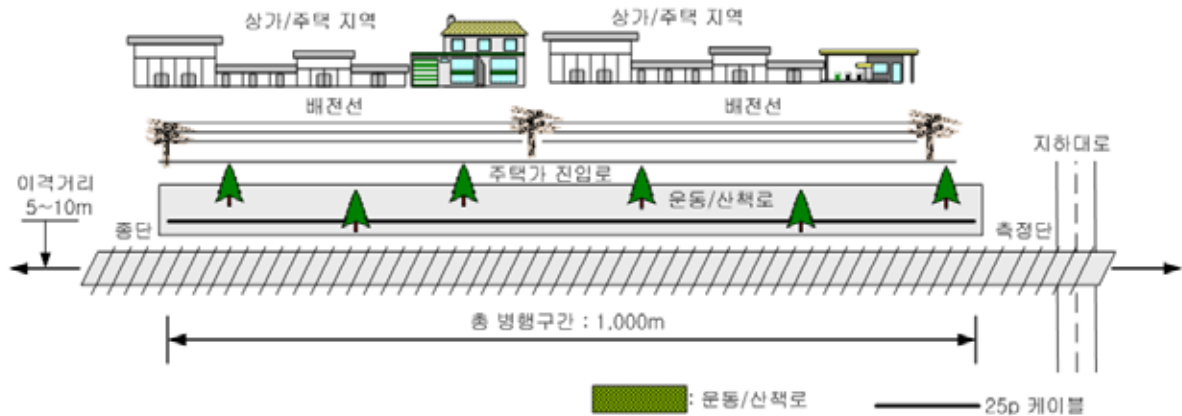 상가/주택 지역
상가/주택 지역
배전선
배전선
지하대로
주택가 진입로
이격거리
5~10m
운동/산책로
종단
측정단
총 병행구간 : 1,000m
: 운동/산책로
25p 케이블